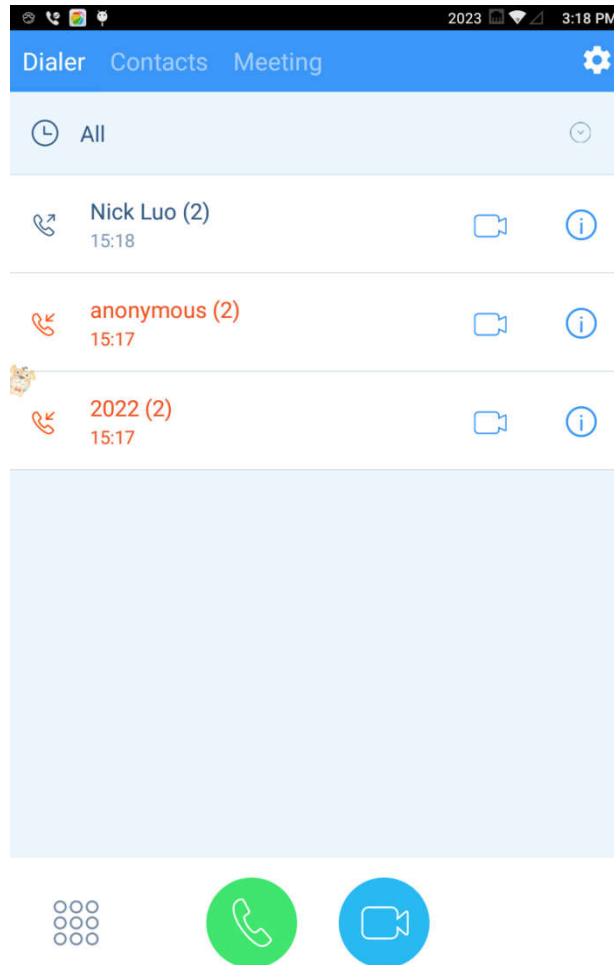 2023 3:18 PM
Dialer Contacts Meeting
All
Nick Luo (2)
15:18
anonymous (2)
15:17
2022 (2)
15:17